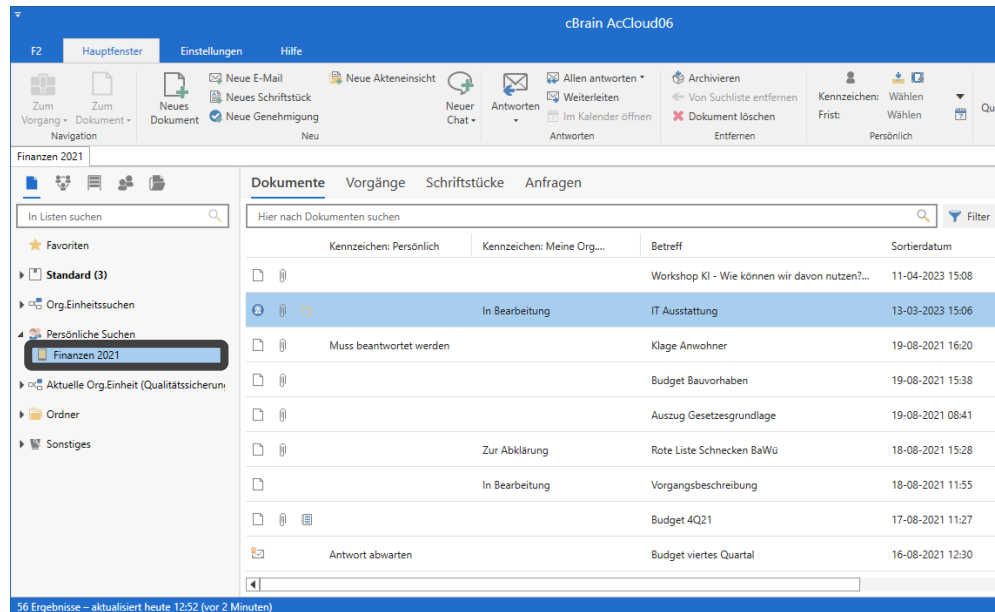 cBrain AcCloud06
F2 Hauptfenster Einstellungen Hilfe
Zum Vorgang
Zum Dokument
Navigation
Neues Dokument
Neue E-Mail
Neues Schriftstück
Neue Genehmigung
Neue Akteneinsicht
Neuer Chat
Neu
Antworten
Allen antworten
Weiterleiten
Im Kalender öffnen
Antworten
Archivieren
Von Suchliste entfernen
Dokument löschen
Entfernen
Kennzeichen: Wählen
Frist: Wählen
Persönlich
Qu
Finanzen 2021
In Listen suchen
Favoriten
Standard (3)
Org.Einheitssuchen
Persönliche Suchen
Finanzen 2021
Aktuelle Org.Einheit (Qualitätssicherun
Ordner
Sonstiges
Dokumente Vorgänge Schriftstücke Anfragen
Hier nach Dokumenten suchen
Filter
Kennzeichen: Persönlich Kennzeichen: Meine Org.... Betreff Sortierdatum
Workshop KI - Wie können wir davon nutzen?... 11-04-2023 15:08
In Bearbeitung IT Ausstattung 13-03-2023 15:06
Muss beantwortet werden Klage Anwohner 19-08-2021 16:20
Budget Bauvorhaben 19-08-2021 15:38
Auszug Gesetzesgrundlage 19-08-2021 08:41
Zur Abklärung Rote Liste Schnecken BaWü 18-08-2021 15:28
In Bearbeitung Vorgangsbeschreibung 18-08-2021 11:55
Budget 4Q21 17-08-2021 11:27
Antwort abwarten Budget viertes Quartal 16-08-2021 12:30
56 Ergebnisse – aktualisiert heute 12:52 (vor 2 Minuten)